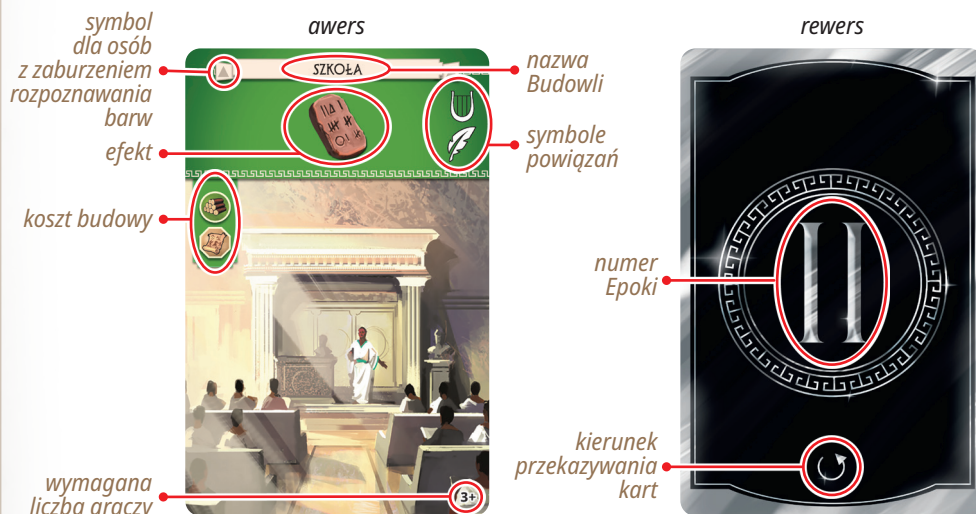 awers
rewers
symbol
dla osób
z zaburzeniem
rozpoznawania
barw
efekt
koszt budowy
wymagana
liczba graczy
SZKOŁA
3+
nazwa
Budowli
symbole
powiązań
numer
Epoki
kierunek
przekazywania
kart
II